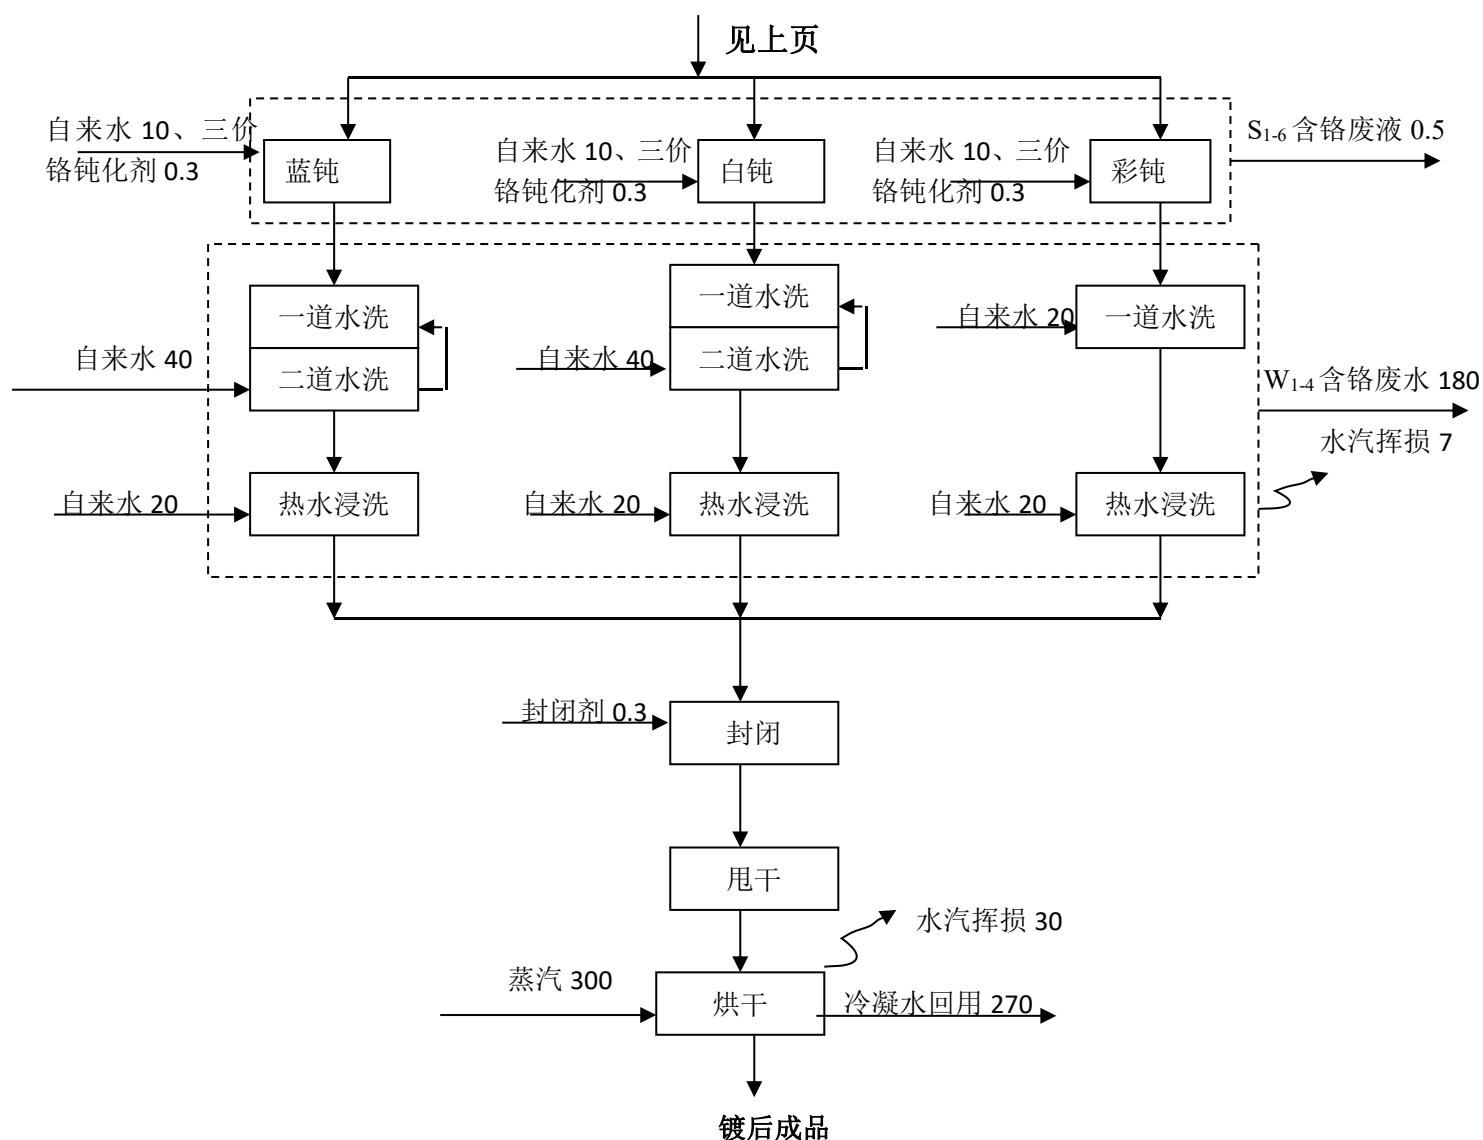 见上页
自来水 10、三价
铬钝化剂 0.3
蓝钝
自来水 10、三价
铬钝化剂 0.3
白钝
自来水 10、三价
铬钝化剂 0.3
彩钝
S1-6 含铬废液 0.5
一道水洗
二道水洗
自来水 40
一道水洗
二道水洗
自来水 40
自来水 20
一道水洗
W1-4 含铬废水 180
水汽挥损 7
自来水 20
热水浸洗
自来水 20
热水浸洗
自来水 20
热水浸洗
封闭剂 0.3
封闭
甩干
水汽挥损 30
蒸汽 300
烘干
冷凝水回用 270
镀后成品